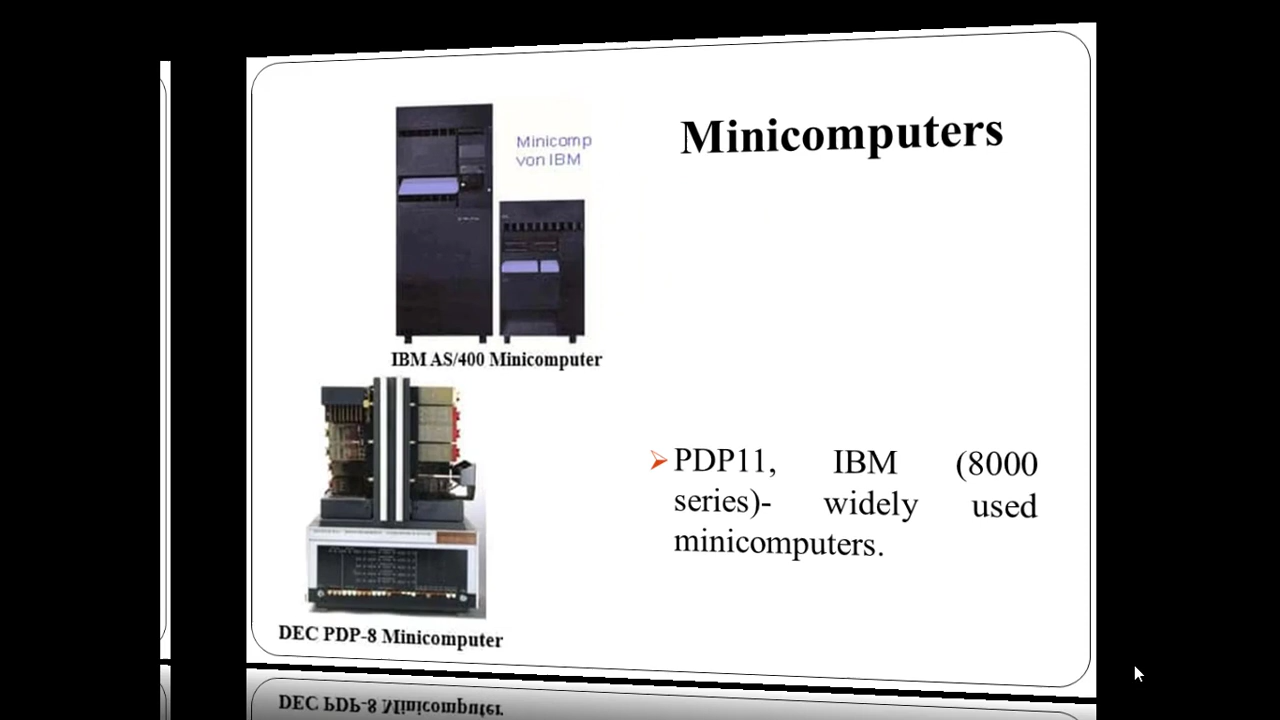 Minicomputers
Minicomp
von IBM
IBM AS/400 Minicomputer
DEC PDP-8 Minicomputer
PDP11, IBM (8000
series)- widely used
minicomputers.
DEC PDP-8 Minicomputer